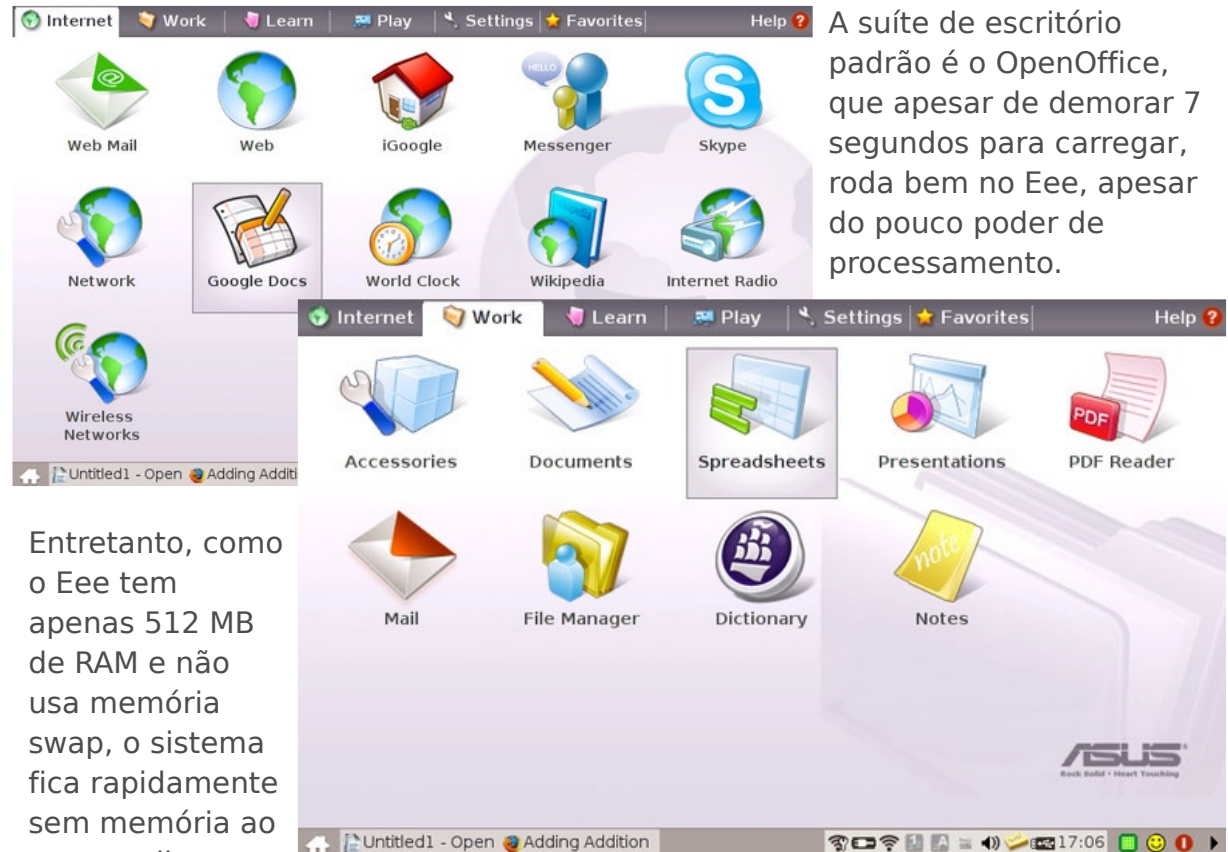 Internet Work Learn Play Settings Favorites Help
HELLO
Web Mail Web iGoogle Messenger Skype
Network Google Docs World Clock Wikipedia Internet Radio
Wireless
Networks
Untitled1 - Open Adding Additi
A suíte de escritório
padrão é o OpenOffice,
que apesar de demorar 7
segundos para carregar,
roda bem no Eee, apesar
do pouco poder de
processamento.
Internet Work Learn Play Settings Favorites Help
PDF
Accessories Documents Spreadsheets Presentations PDF Reader
note
Mail File Manager Dictionary Notes
ASUS
Rock Solid • Heart Touching
Untitled1 - Open Adding Addition 17:06
Entretanto, como
o Eee tem
apenas 512 MB
de RAM e não
usa memória
swap, o sistema
fica rapidamente
sem memória ao